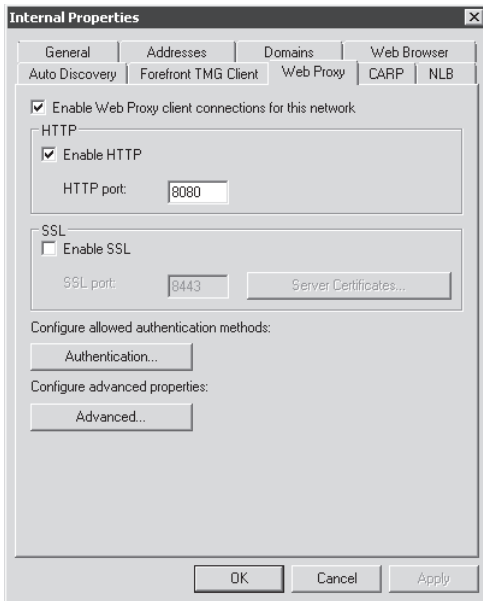 Internal Properties
General Addresses Domains Web Browser
Auto Discovery Forefront TMG Client Web Proxy CARP NLB
Enable Web Proxy client connections for this network
HTTP
Enable HTTP
HTTP port: 8080
SSL
Enable SSL
SSL port: 8443 Server Certificates...
Configure allowed authentication methods:
Authentication...
Configure advanced properties:
Advanced...
OK Cancel Apply